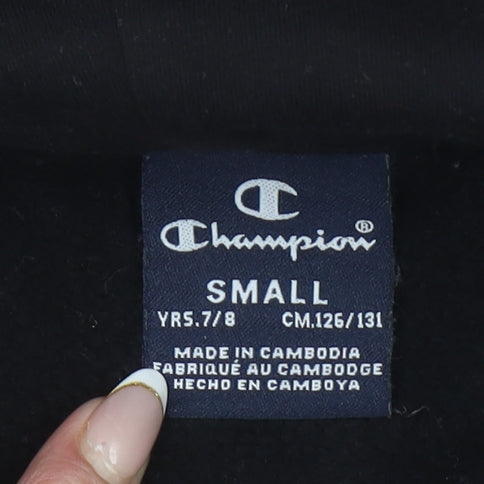 Champion®
SMALL
YRS.7/8 CM.126/131
MADE IN CAMBODIA
FABRIQUÉ AU CAMBODGE
HECHO EN CAMBOYA